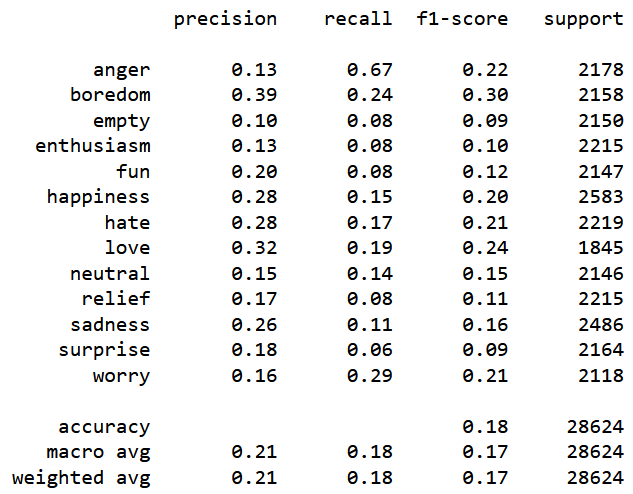 precision recall f1-score support
anger 0.13 0.67 0.22 2178
boredom 0.39 0.24 0.30 2158
empty 0.10 0.08 0.09 2150
enthusiasm 0.13 0.08 0.10 2215
fun 0.20 0.08 0.12 2147
happiness 0.28 0.15 0.20 2583
hate 0.28 0.17 0.21 2219
love 0.32 0.19 0.24 1845
neutral 0.15 0.14 0.15 2146
relief 0.17 0.08 0.11 2215
sadness 0.26 0.11 0.16 2486
surprise 0.18 0.06 0.09 2164
worry 0.16 0.29 0.21 2118
accuracy 0.18 28624
macro avg 0.21 0.18 0.17 28624
weighted avg 0.21 0.18 0.17 28624